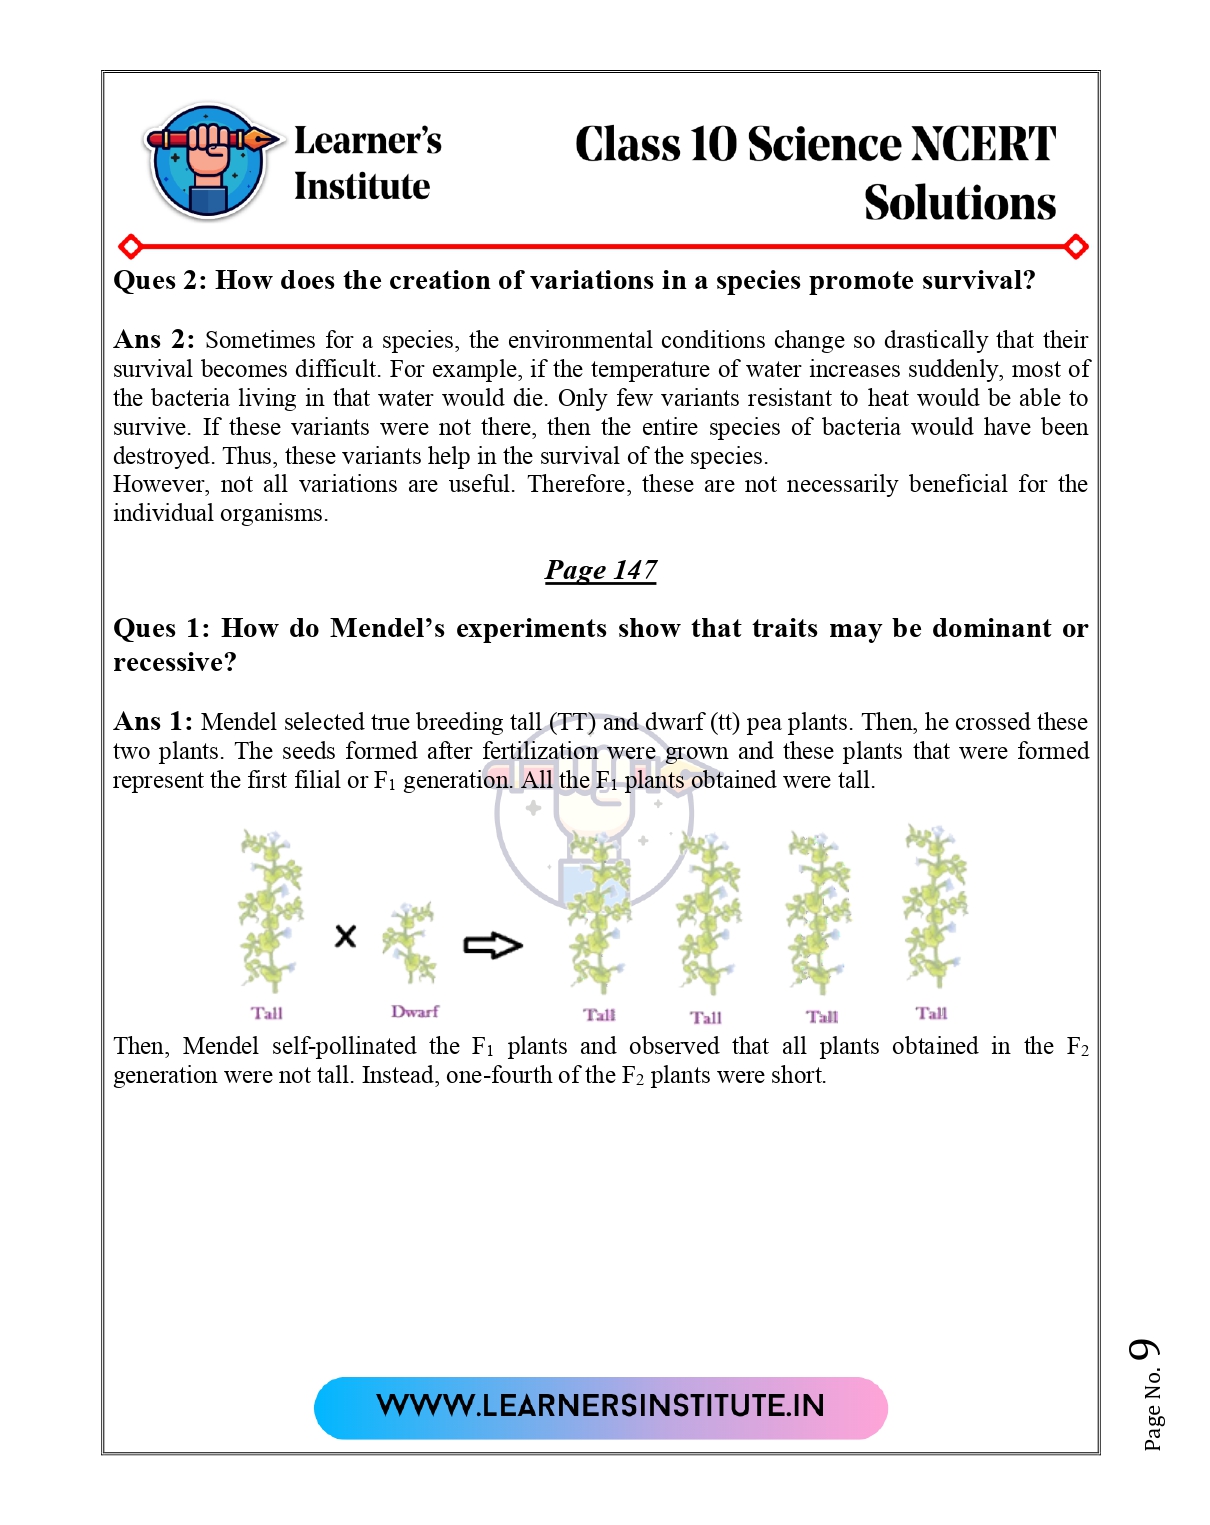 Learner's
Institute
Class 10 Science NCERT
Solutions
Ques 2: How does the creation of variations in a species promote survival?
Ans 2: Sometimes for a species, the environmental conditions change so drastically that their
survival becomes difficult. For example, if the temperature of water increases suddenly, most of
the bacteria living in that water would die. Only few variants resistant to heat would be able to
survive. If these variants were not there, then the entire species of bacteria would have been
destroyed. Thus, these variants help in the survival of the species.
However, not all variations are useful. Therefore, these are not necessarily beneficial for the
individual organisms.
Page 147
Ques 1: How do Mendel’s experiments show that traits may be dominant or
recessive?
Ans 1: Mendel selected true breeding tall (TT) and dwarf (tt) pea plants. Then, he crossed these
two plants. The seeds formed after fertilization were grown and these plants that were formed
represent the first filial or F₁ generation. All the F₁ plants obtained were tall.
X
Tall Dwarf Tall Tall Tall Tall
Then, Mendel self-pollinated the F₁ plants and observed that all plants obtained in the F₂
generation were not tall. Instead, one-fourth of the F₂ plants were short.
WWW.LEARNERSINSTITUTE.IN
Page No. 9